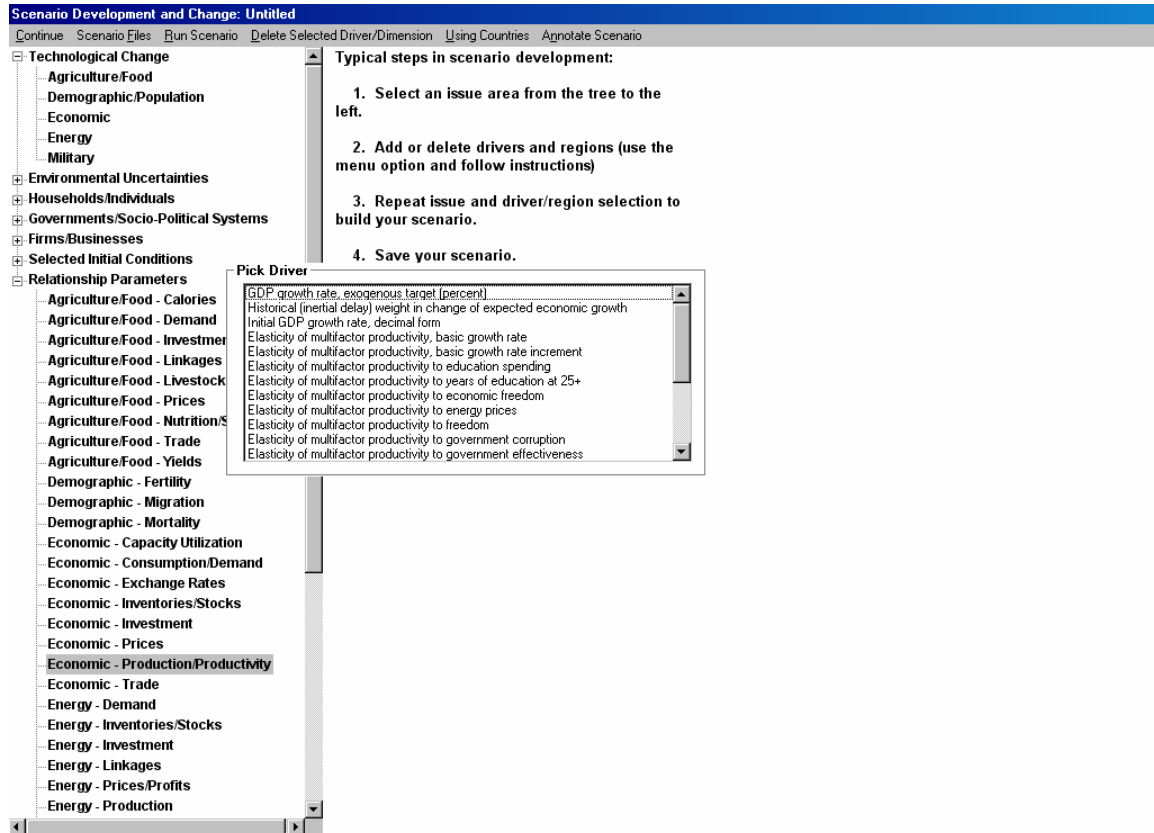 Scenario Development and Change: Untitled
Continue Scenario Files Run Scenario Delete Selected Driver/Dimension Using Countries Annotate Scenario
Technological Change
Agriculture/Food
Demographic/Population
Economic
Energy
Military
Environmental Uncertainties
Households/Individuals
Governments/Socio-Political Systems
Firms/Businesses
Selected Initial Conditions
Relationship Parameters
Agriculture/Food - Calories
Agriculture/Food - Demand
Agriculture/Food - Investmen
Agriculture/Food - Linkages
Agriculture/Food - Livestock
Agriculture/Food - Prices
Agriculture/Food - Nutrition/S
Agriculture/Food - Trade
Agriculture/Food - Yields
Demographic - Fertility
Demographic - Migration
Demographic - Mortality
Economic - Capacity Utilization
Economic - Consumption/Demand
Economic - Exchange Rates
Economic - Inventories/Stocks
Economic - Investment
Economic - Prices
Economic - Production/Productivity
Economic - Trade
Energy - Demand
Energy - Inventories/Stocks
Energy - Investment
Energy - Linkages
Energy - Prices/Profits
Energy - Production
Typical steps in scenario development:
1. Select an issue area from the tree to the
left.
2. Add or delete drivers and regions (use the
menu option and follow instructions)
3. Repeat issue and driver/region selection to
build your scenario.
4. Save your scenario.
Pick Driver
GDP growth rate, exogenous target (percent)
Historical (inertial delay) weight in change of expected economic growth
Initial GDP growth rate, decimal form
Elasticity of multifactor productivity, basic growth rate
Elasticity of multifactor productivity, basic growth rate increment
Elasticity of multifactor productivity to education spending
Elasticity of multifactor productivity to years of education at 25+
Elasticity of multifactor productivity to economic freedom
Elasticity of multifactor productivity to energy prices
Elasticity of multifactor productivity to freedom
Elasticity of multifactor productivity to government corruption
Elasticity of multifactor productivity to government effectiveness